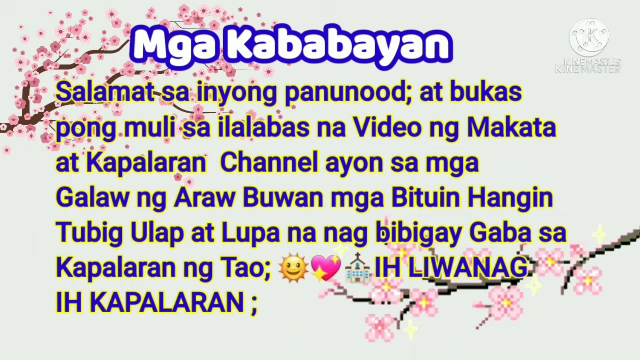 Mga Kababayan
Salamat sa inyong panunood; at bukas
pong muli sa ilalabas na Video ng Makata
at Kapalaran Channel ayon sa mga
Galaw ng Araw Buwan mga Bituin Hangin
Tubig Ulap at Lupa na nag bibigay Gaba sa
Kapalaran ng Tao; 🌞💖⛪IH LIWANAG.
IH KAPALARAN ;
K
KINEMASTER
KINEMASTER